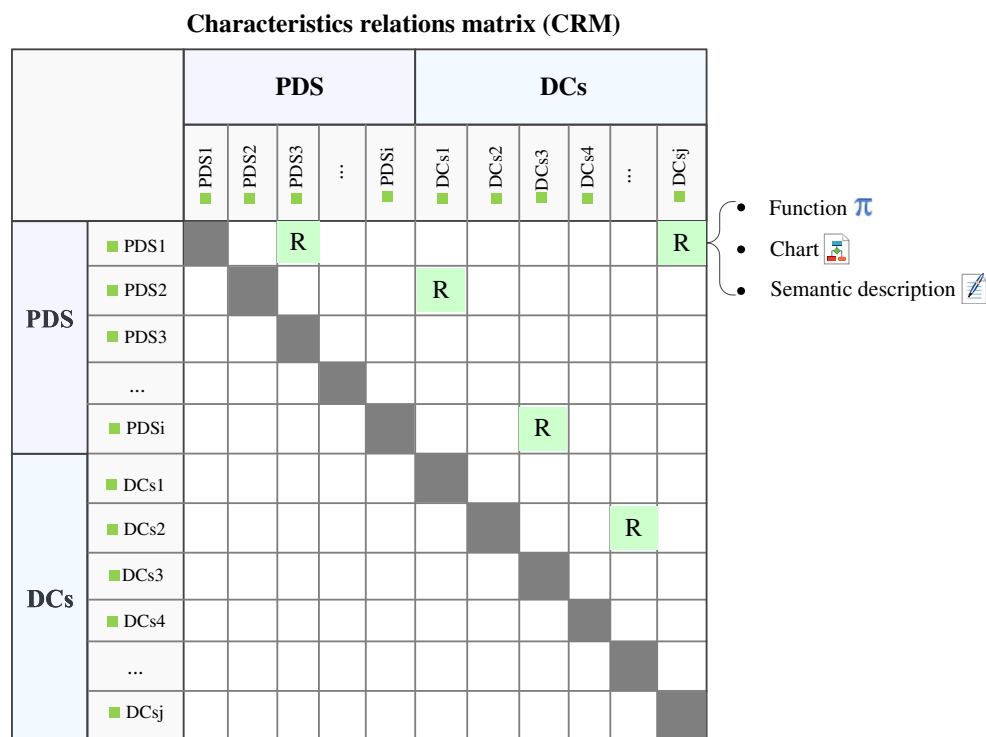 Characteristics relations matrix (CRM)
PDS DCs
PDS1 PDS2 PDS3 ... PDSi DCs1 DCs2 DCs3 DCs4 ... DCsj
PDS
PDS1 R R
PDS2 R
PDS3
...
PDSi R
DCs
DCs1
DCs2 R
DCs3
DCs4
...
DCsj
• Function π
• Chart
• Semantic description